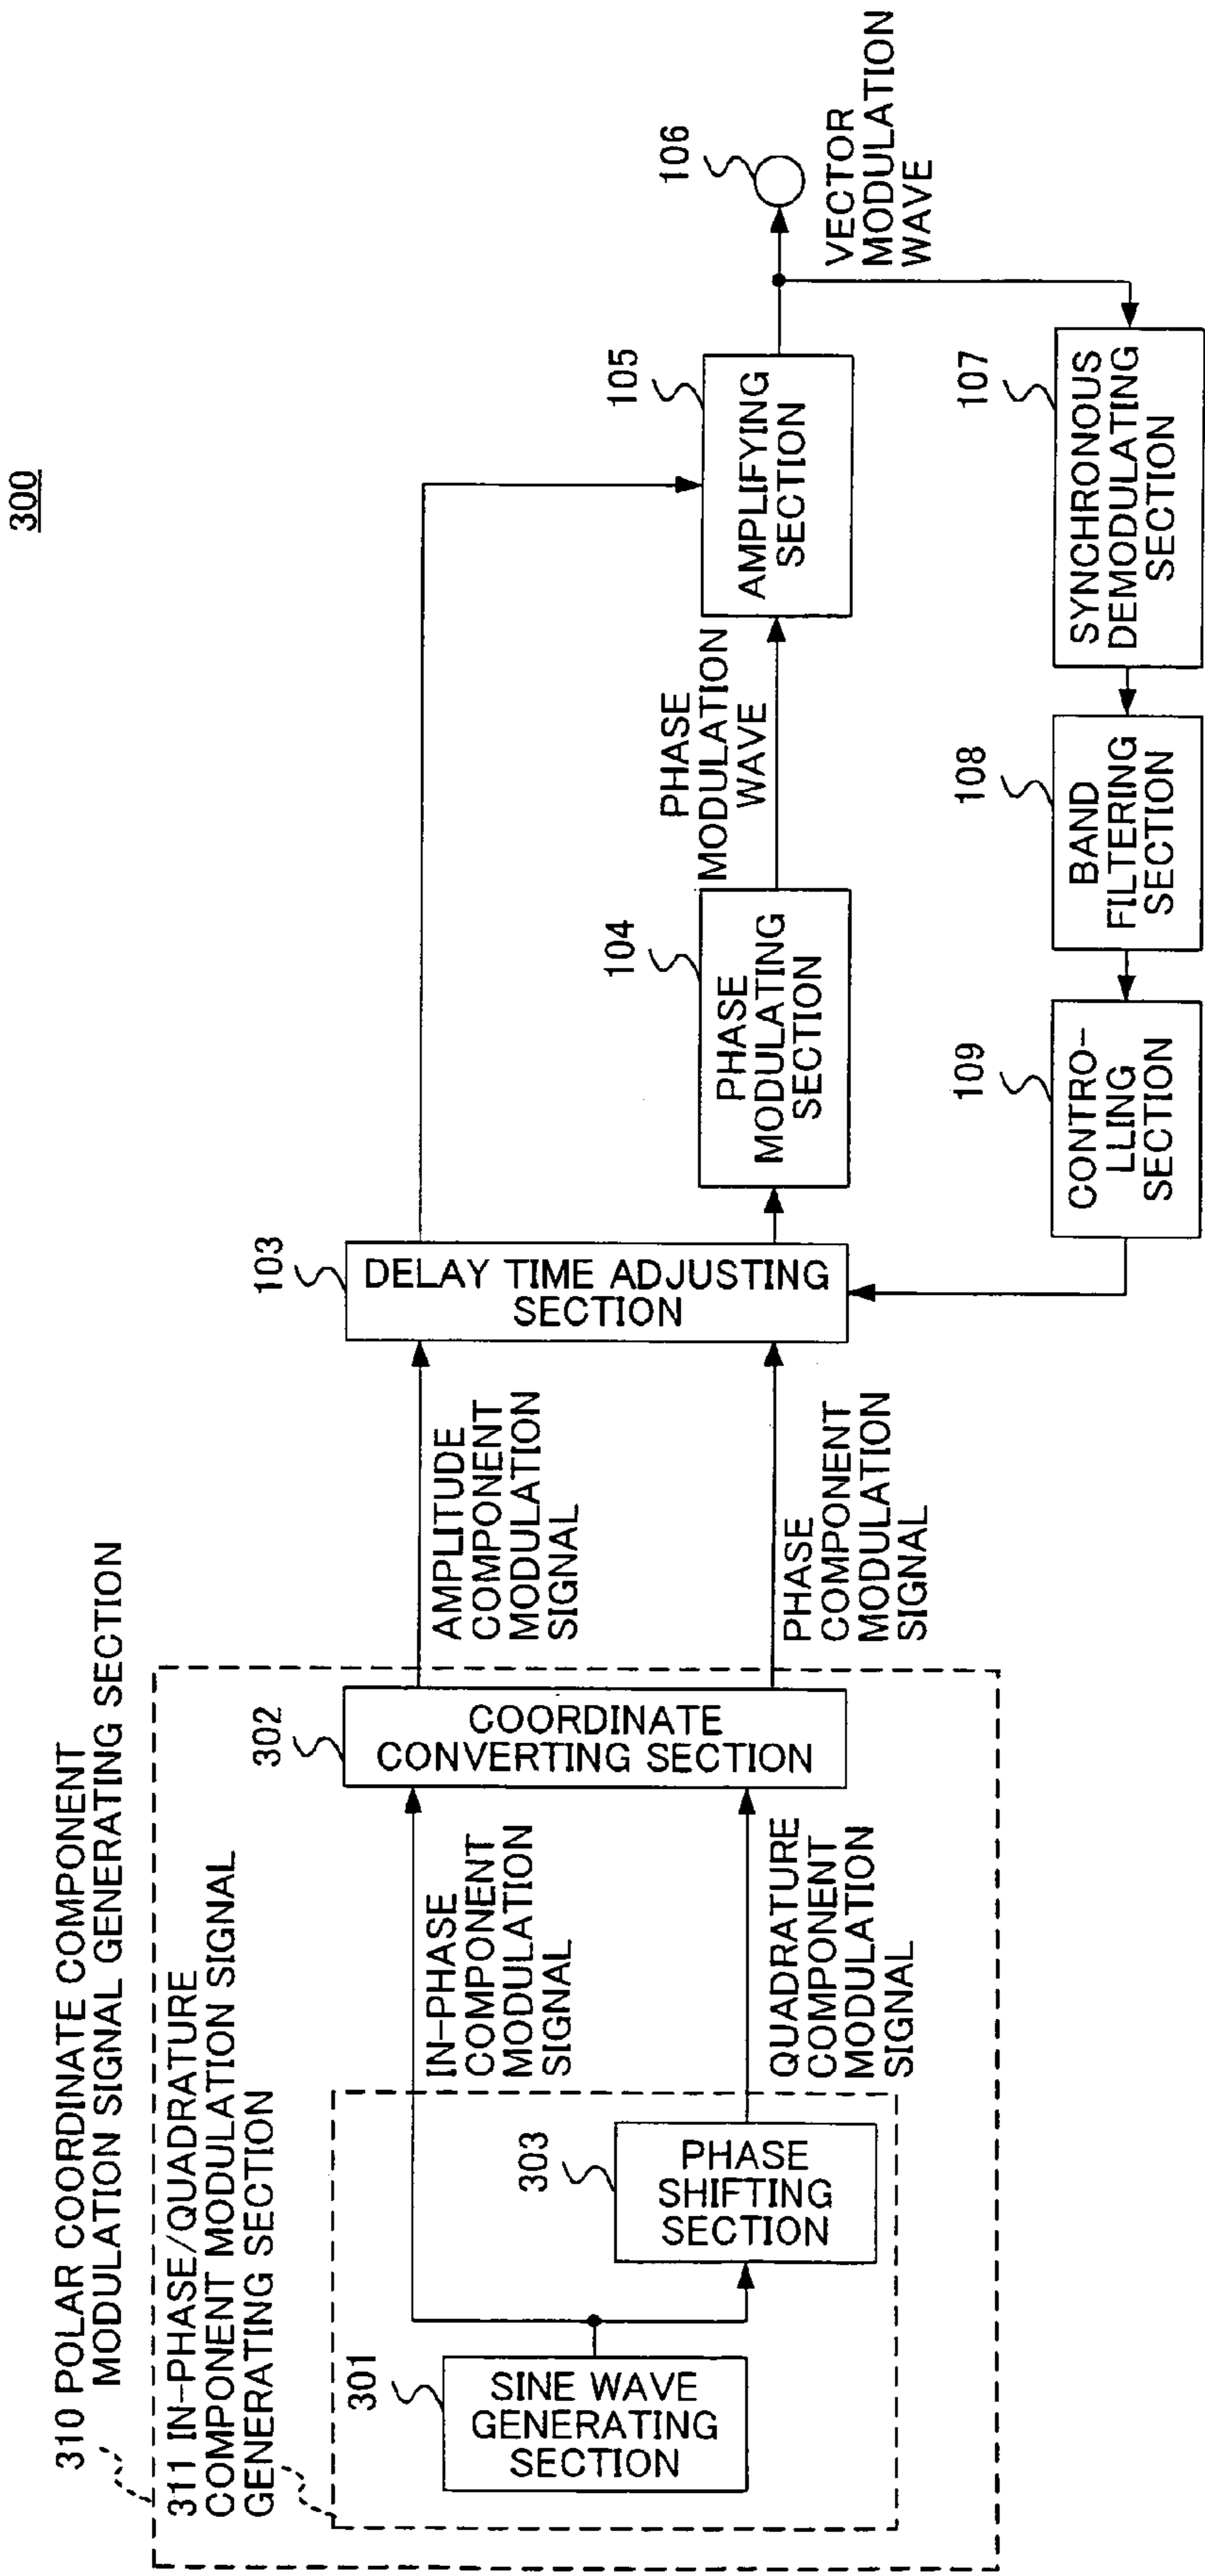 300
310 POLAR COORDINATE COMPONENT
MODULATION SIGNAL GENERATING SECTION
311 IN-PHASE/QUADRATURE
COMPONENT MODULATION SIGNAL
GENERATING SECTION
301
SINE WAVE
GENERATING
SECTION
303
PHASE
SHIFTING
SECTION
IN-PHASE
COMPONENT
MODULATION
SIGNAL
QUADRATURE
COMPONENT
MODULATION
SIGNAL
302
COORDINATE
CONVERTING SECTION
AMPLITUDE
COMPONENT
MODULATION
SIGNAL
PHASE
COMPONENT
MODULATION
SIGNAL
103
DELAY TIME ADJUSTING
SECTION
104
PHASE
MODULATING
SECTION
PHASE
MODULATION
WAVE
105
AMPLIFYING
SECTION
106
VECTOR
MODULATION
WAVE
107
SYNCHRONOUS
DEMODULATING
SECTION
108
BAND
FILTERING
SECTION
109
CONTRO-
LLING
SECTION